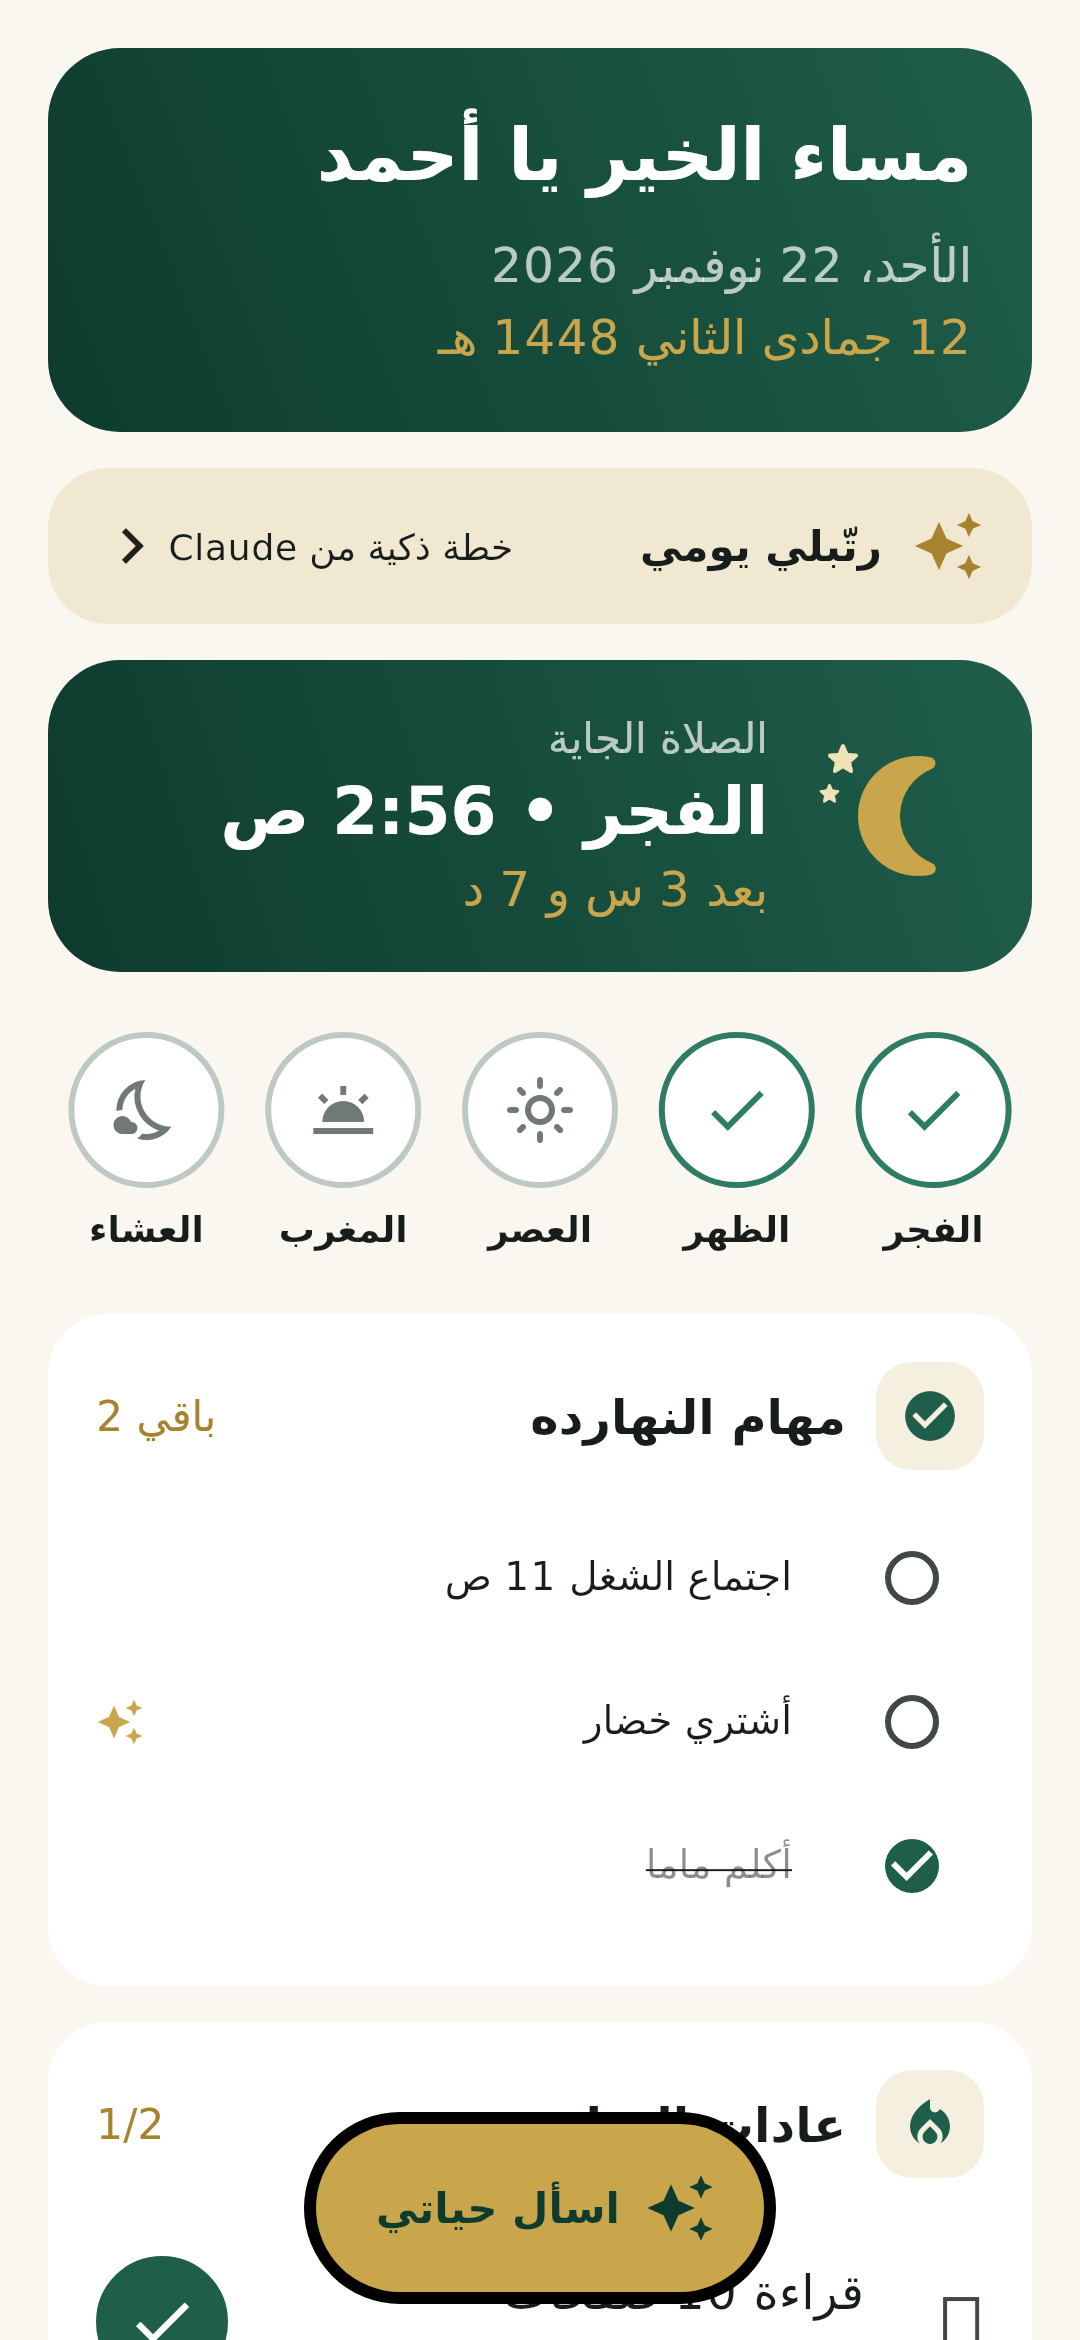 مساء الخير يا أحمد
الأحد، 22 نوفمبر 2026
12 جمادى الثاني 1448 هـ
رتّبلي يومي
خطة ذكية من Claude
الصلاة الجاية
الفجر • 2:56 ص
بعد 3 س و 7 د
الفجر
الظهر
العصر
المغرب
العشاء
مهام النهارده
باقي 2
اجتماع الشغل 11 ص
أشتري خضار
أكلم ماما
عادات
1/2
اسأل حياتي
قراءة 10